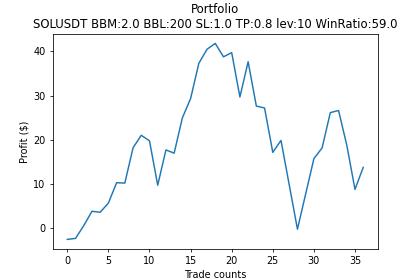 Portfolio
SOLUSDT BBM:2.0 BBL:200 SL:1.0 TP:0.8 lev:10 WinRatio:59.0
40
30
20
10
0
Profit ($)
0 5 10 15 20 25 30 35
Trade counts